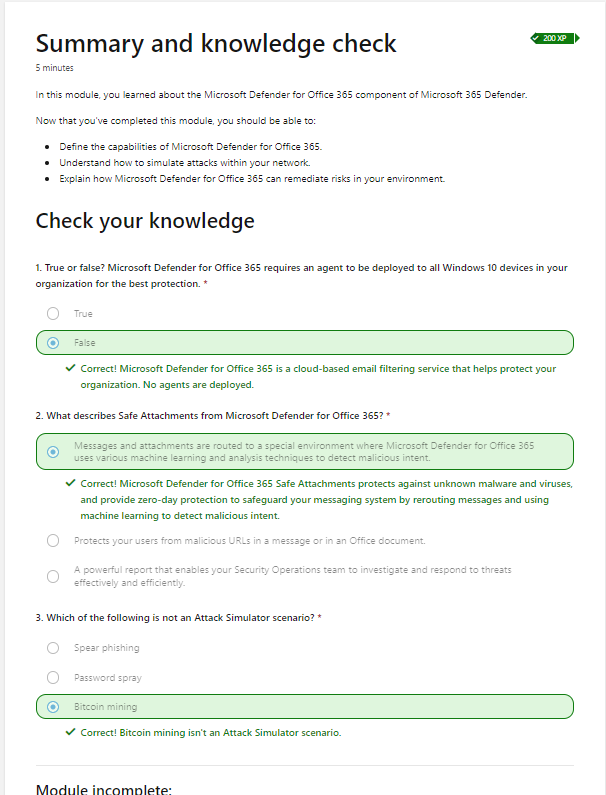 Summary and knowledge check
200 XP
5 minutes
In this module, you learned about the Microsoft Defender for Office 365 component of Microsoft 365 Defender.
Now that you've completed this module, you should be able to:
Define the capabilities of Microsoft Defender for Office 365.
Understand how to simulate attacks within your network.
Explain how Microsoft Defender for Office 365 can remediate risks in your environment.
Check your knowledge
1. True or false? Microsoft Defender for Office 365 requires an agent to be deployed to all Windows 10 devices in your
organization for the best protection. *
True
False
Correct! Microsoft Defender for Office 365 is a cloud-based email filtering service that helps protect your
organization. No agents are deployed.
2. What describes Safe Attachments from Microsoft Defender for Office 365? *
Messages and attachments are routed to a special environment where Microsoft Defender for Office 365
uses various machine learning and analysis techniques to detect malicious intent.
Correct! Microsoft Defender for Office 365 Safe Attachments protects against unknown malware and viruses,
and provide zero-day protection to safeguard your messaging system by rerouting messages and using
machine learning to detect malicious intent.
Protects your users from malicious URLs in a message or in an Office document.
A powerful report that enables your Security Operations team to investigate and respond to threats
effectively and efficiently.
3. Which of the following is not an Attack Simulator scenario? *
Spear phishing
Password spray
Bitcoin mining
Correct! Bitcoin mining isn't an Attack Simulator scenario.
Module incomplete: